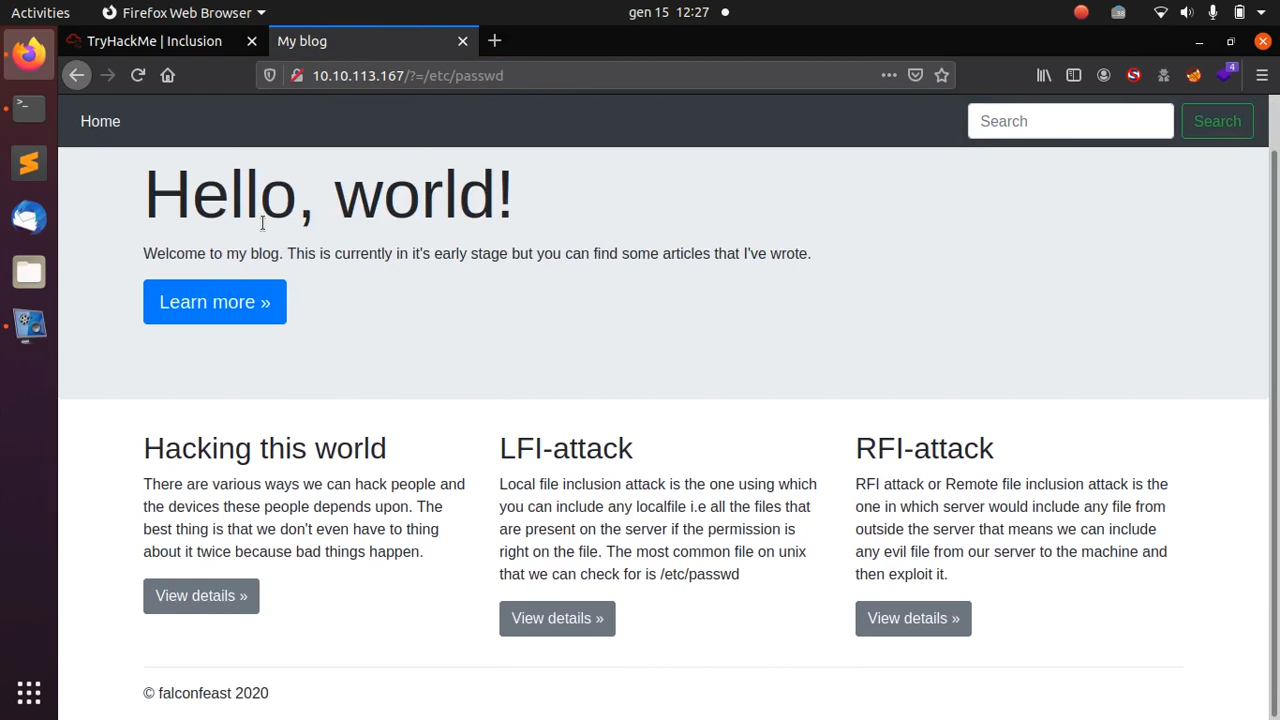 Activities Firefox Web Browser gen 15 12:27 .38
TryHackMe | Inclusion My blog
10.10.113.167/?=/etc/passwd 4
Home Search Search
Hello, world!
Welcome to my blog. This is currently in it's early stage but you can find some articles that I've wrote.
Learn more »
Hacking this world
There are various ways we can hack people and
the devices these people depends upon. The
best thing is that we don't even have to thing
about it twice because bad things happen.
View details »
LFI-attack
Local file inclusion attack is the one using which
you can include any localfile i.e all the files that
are present on the server if the permission is
right on the file. The most common file on unix
that we can check for is /etc/passwd
View details »
RFI-attack
RFI attack or Remote file inclusion attack is the
one in which server would include any file from
outside the server that means we can include
any evil file from our server to the machine and
then exploit it.
View details »
© falconfeast 2020